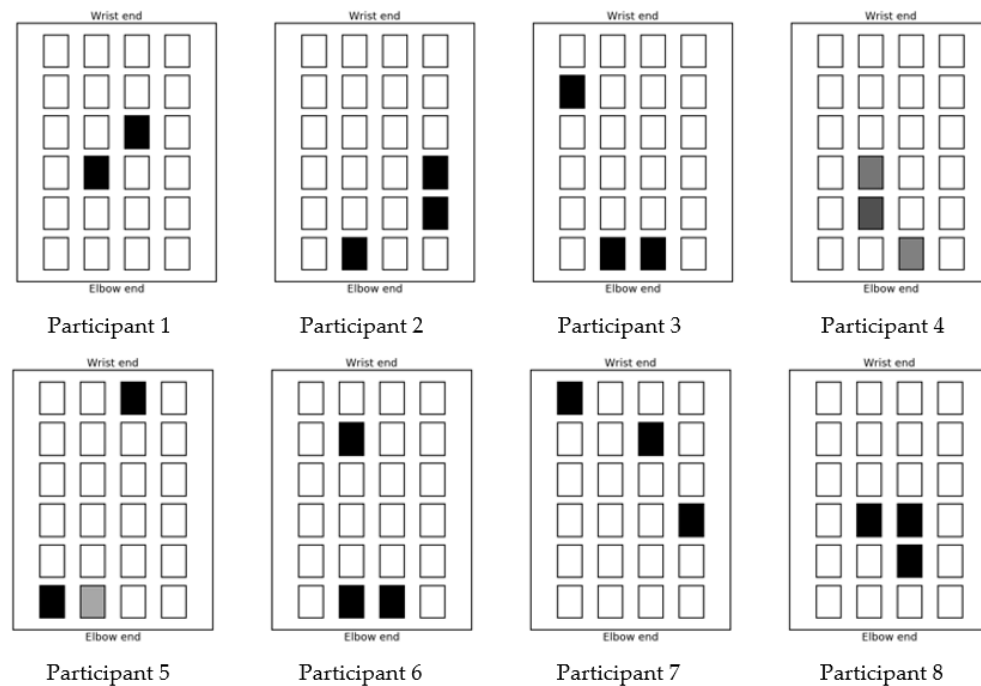 Wrist end Wrist end Wrist end Wrist end
Elbow end Elbow end Elbow end Elbow end
Participant 1 Participant 2 Participant 3 Participant 4
Wrist end Wrist end Wrist end Wrist end
Elbow end Elbow end Elbow end Elbow end
Participant 5 Participant 6 Participant 7 Participant 8